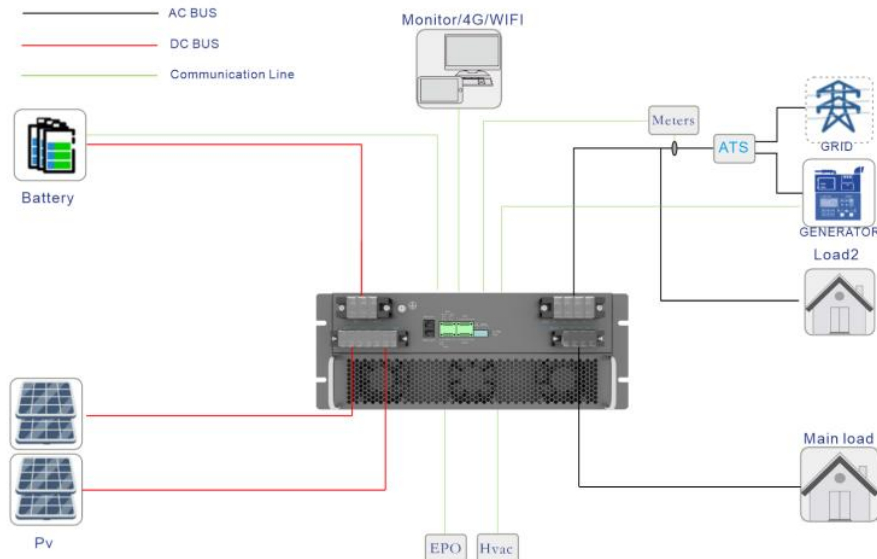 AC BUS
DC BUS
Communication Line
Monitor/4G/WIFI
Meters
ATS
GRID
GENERATOR
Battery
Load2
Main load
Pv
EPO
Hvac